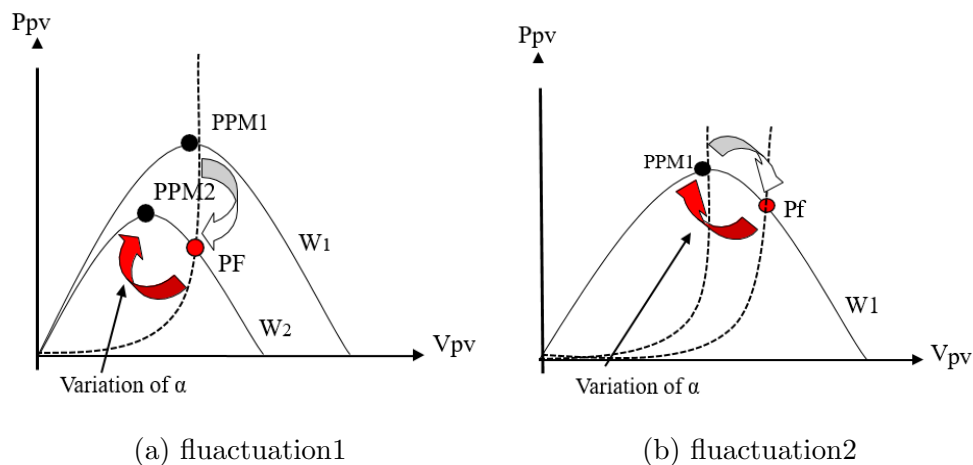 Ppv
PPM1
PPM2
PF
W1
W2
Vpv
Variation of α
(a) fluactuation1
Ppv
PPM1
Pf
W1
Vpv
Variation of α
(b) fluactuation2